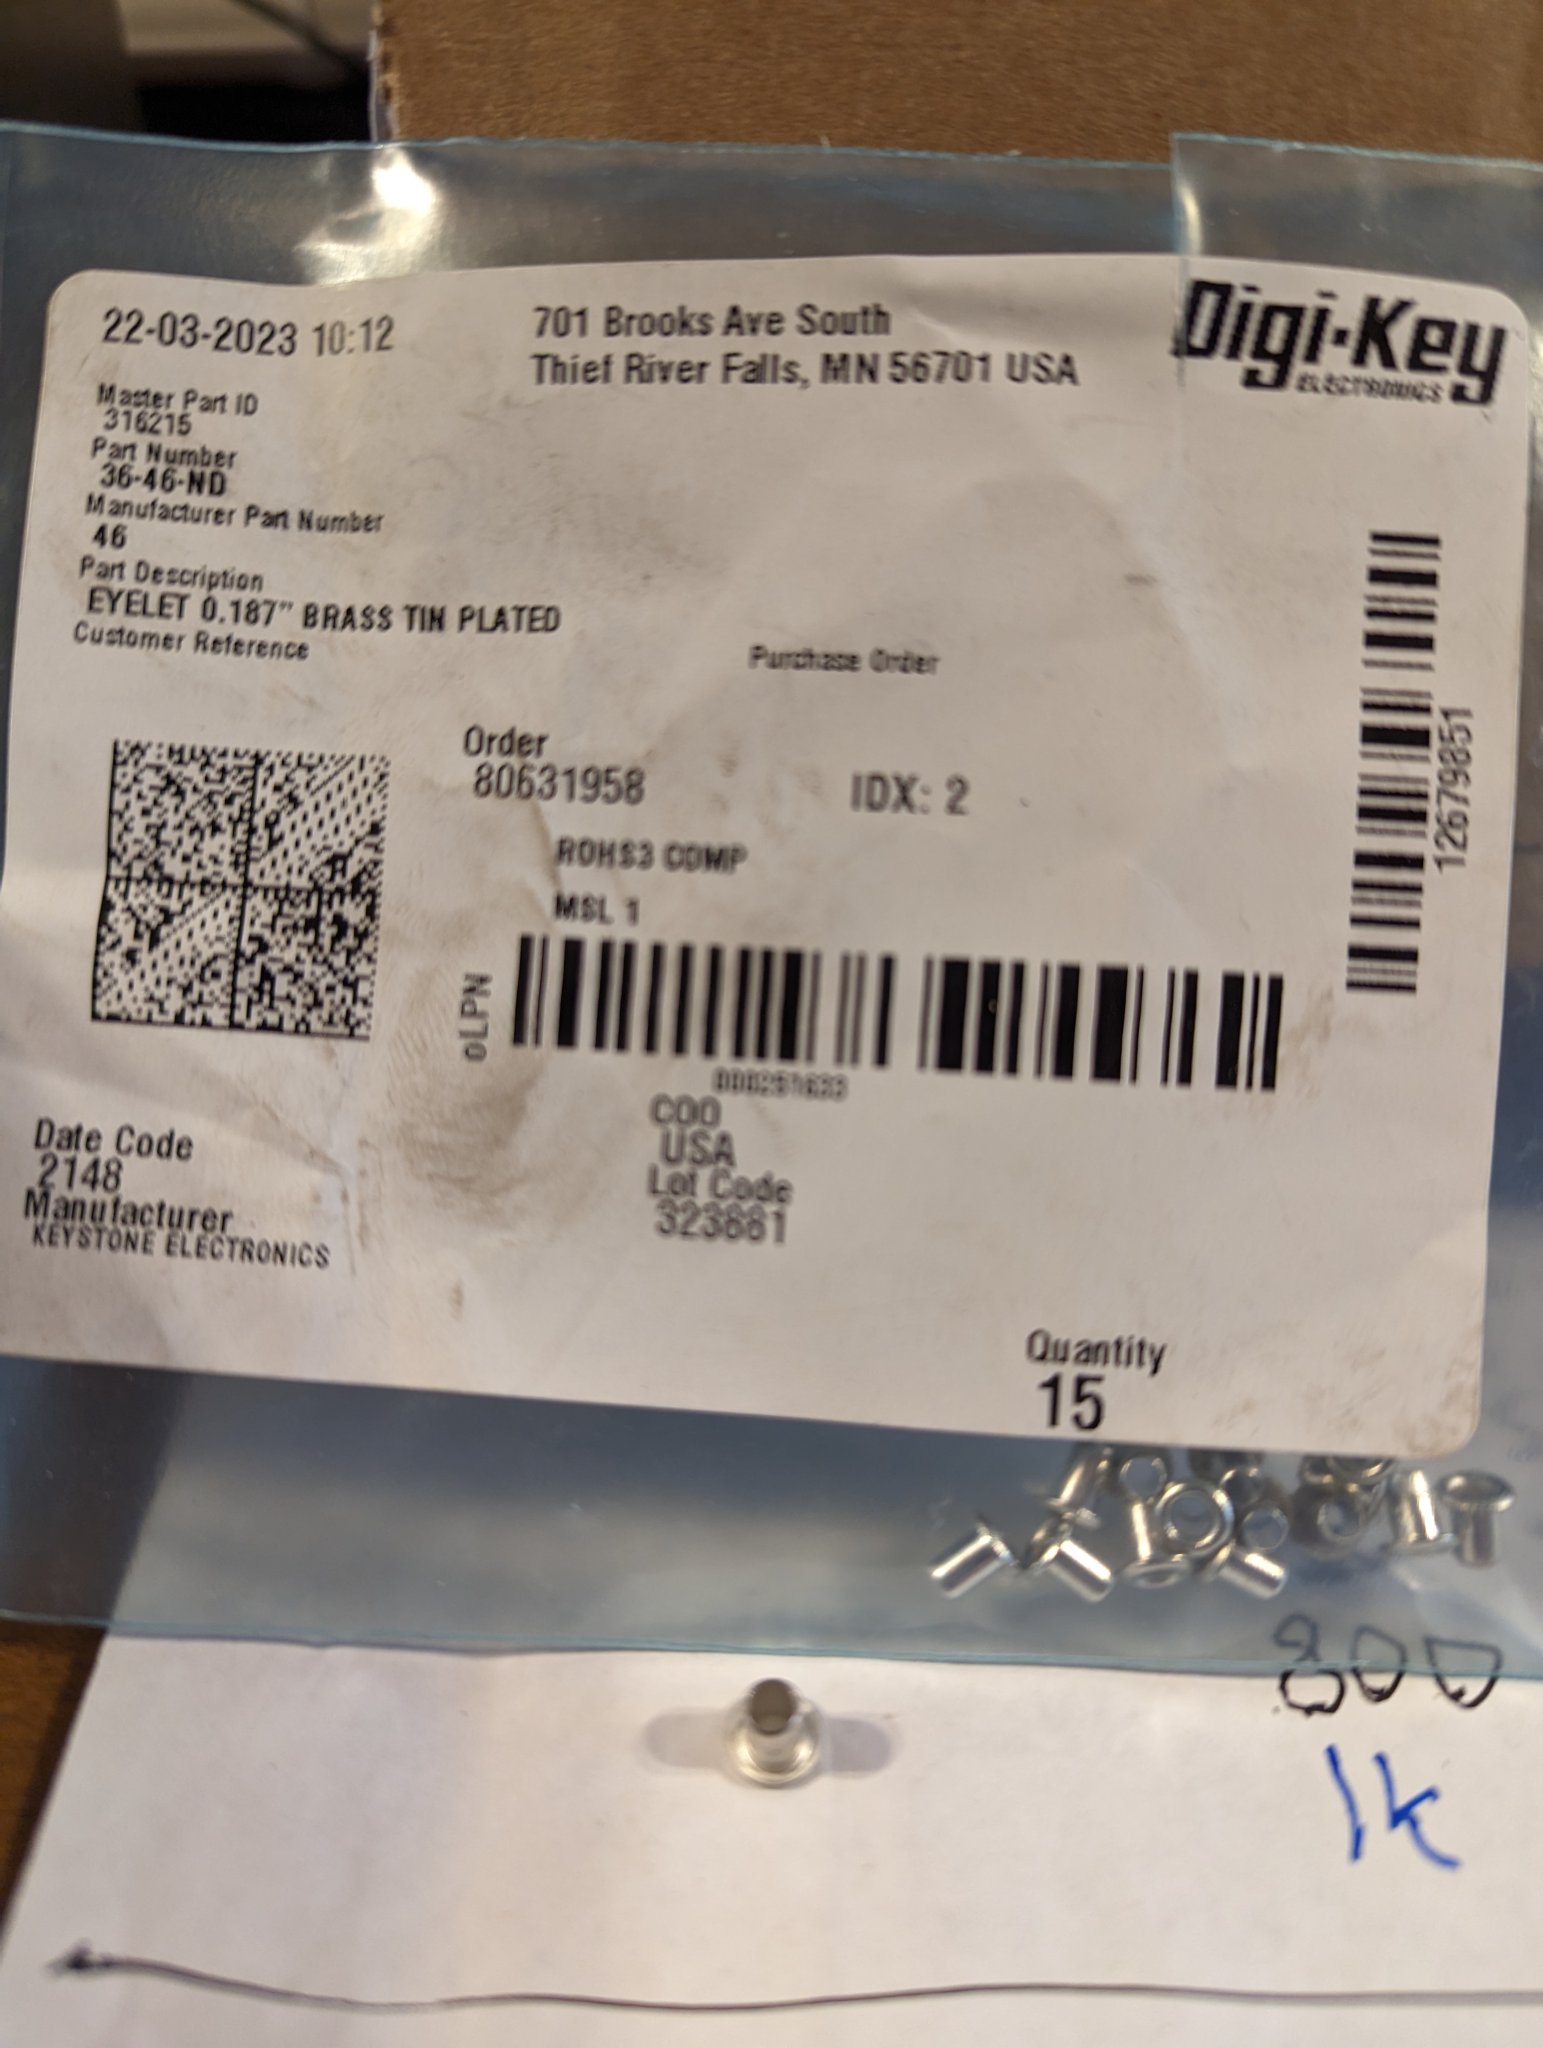 22-03-2023 10:12
701 Brooks Ave South
Thief River Falls, MN 56701 USA
Digi-Key
ELECTRONICS
Master Part ID
316215
Part Number
36-46-ND
Manufacturer Part Number
46
Part Description
EYELET 0.187" BRASS TIN PLATED
Customer Reference
Purchase Order
Order
80631958
IDX: 2
12679851
ROHS3 COMP
MSL 1
oLPN
COO
USA
Lot Code
Date Code
2148
Manufacturer
KEYSTONE ELECTRONICS
Quantity
15
800
1k